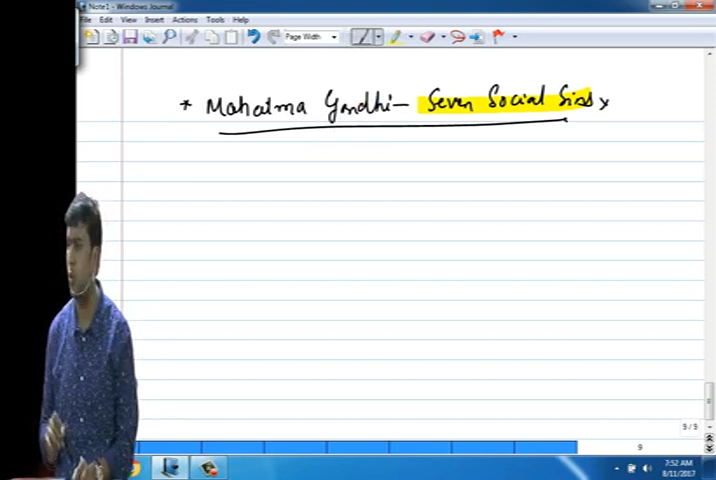 Note1 - Windows Journal
File Edit View Insert Actions Tools Help
Page Width
* Mahatma Gandhi– Seven Social Sins x
9/9
9
7:52 AM
8/11/2017